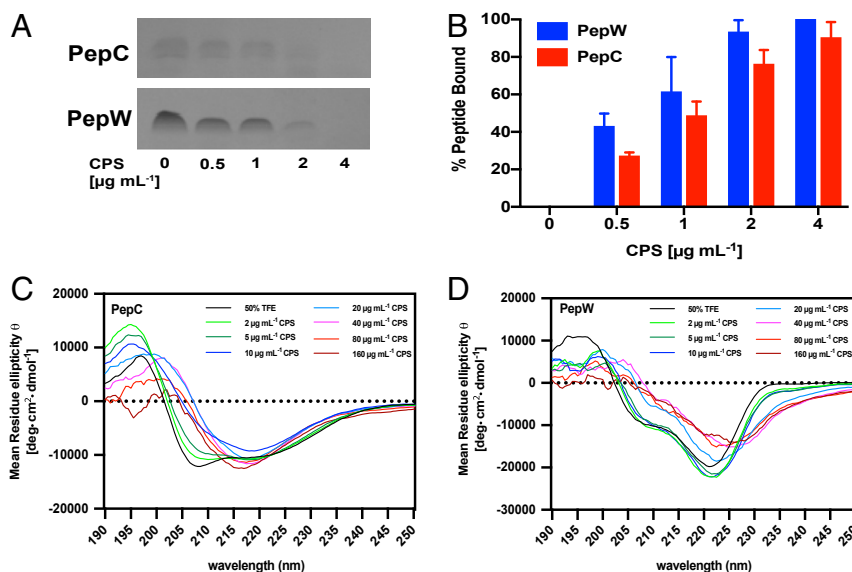 A
PepC
PepW
CPS
[µg mL⁻¹]
0 0.5 1 2 4
B
% Peptide Bound
100
80
60
40
20
0
PepW
PepC
0 0.5 1 2 4
CPS [µg mL⁻¹]
C
Mean Residue ellipticity θ
[deg·cm²·dmol⁻¹]
20000
10000
0
-10000
-20000
PepC
50% TFE
2 µg mL⁻¹ CPS
5 µg mL⁻¹ CPS
10 µg mL⁻¹ CPS
20 µg mL⁻¹ CPS
40 µg mL⁻¹ CPS
80 µg mL⁻¹ CPS
160 µg mL⁻¹ CPS
190 195 200 205 210 215 220 225 230 235 240 245 250
wavelength (nm)
D
Mean Residue ellipticity θ
[deg·cm²·dmol⁻¹]
30000
20000
10000
0
-10000
-20000
-30000
PepW
50% TFE
2 µg mL⁻¹ CPS
5 µg mL⁻¹ CPS
10 µg mL⁻¹ CPS
20 µg mL⁻¹ CPS
40 µg mL⁻¹ CPS
80 µg mL⁻¹ CPS
160 µg mL⁻¹ CPS
190 195 200 205 210 215 220 225 230 235 240 245 250
wavelength (nm)